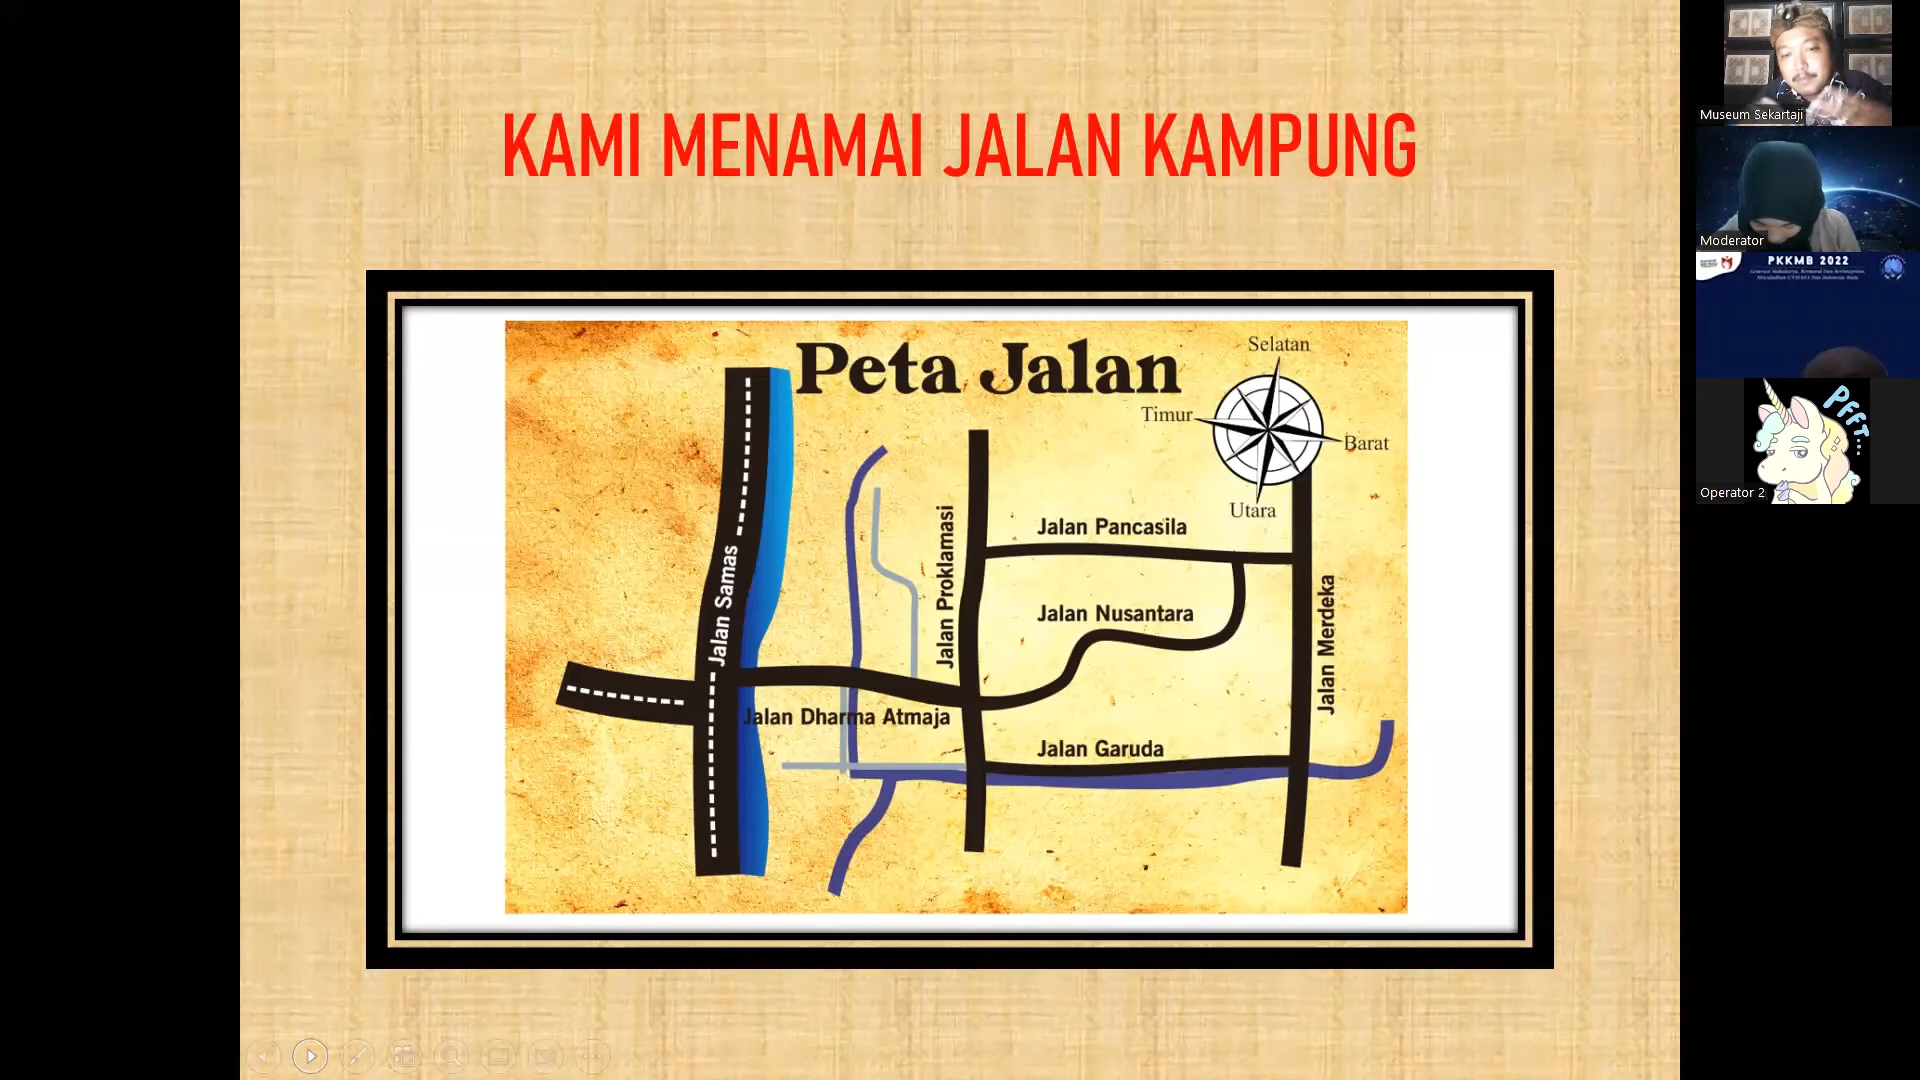 KAMI MENAMAI JALAN KAMPUNG
Peta Jalan
Selatan
Timur
Barat
Utara
Jalan Samas
Jalan Proklamasi
Jalan Pancasila
Jalan Nusantara
Jalan Merdeka
Jalan Dharma Atmaja
Jalan Garuda
Museum Sekartaji
Moderator
PKKMB 2022
PFFT...
Operator 2